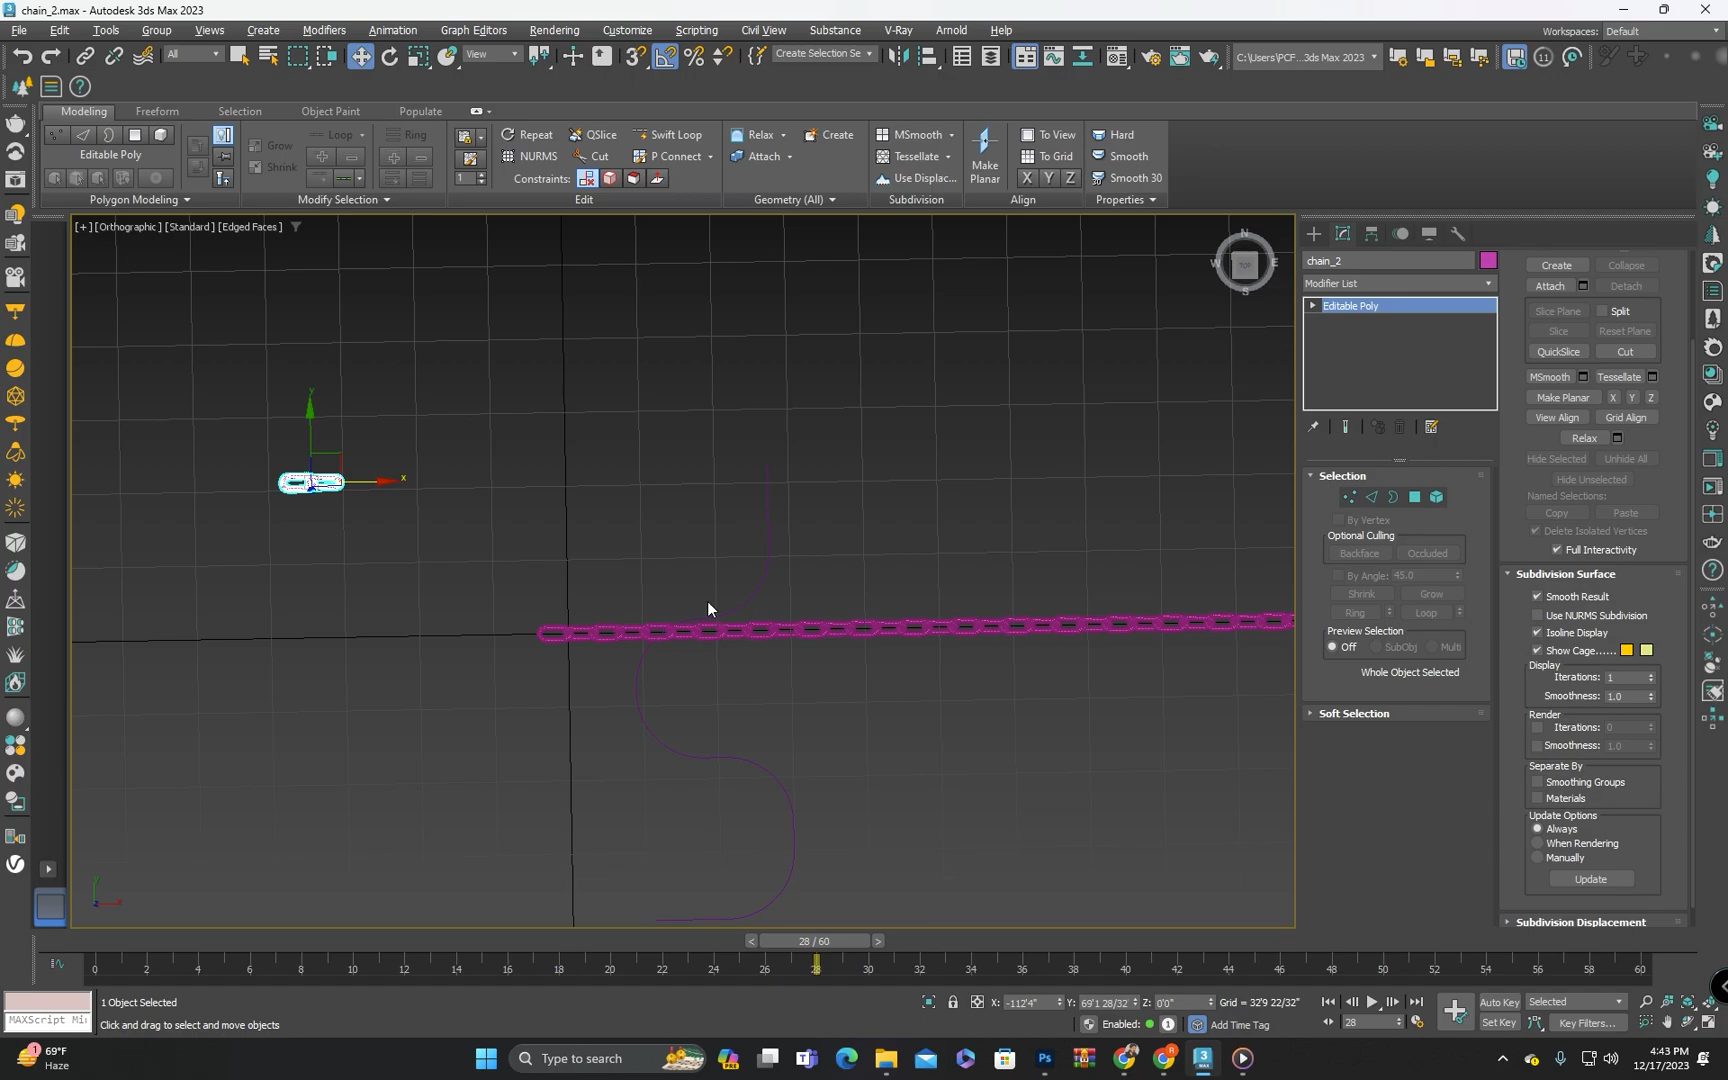 chain_2.max - Autodesk 3ds Max 2023
File Edit Tools Group Views Create Modifiers Animation Graph Editors Rendering Customize Scripting Civil View Substance V-Ray Arnold Help
Workspaces: Default
All View Create Selection Se C:\Users\PCF...3ds Max 2023
Modeling Freeform Selection Object Paint Populate
Loop Ring Repeat QSlice Swift Loop Relax Create MSmooth To View Hard
Editable Poly Grow NURMS Cut P Connect Attach Tessellate Make Planar To Grid Smooth
Shrink 1 Constraints: Use Displac... X Y Z Smooth 30
Polygon Modeling Modify Selection Edit Geometry (All) Subdivision Align Properties
[+] [Orthographic] [Standard] [Edged Faces]
N
W TOP E
S
y
x
chain_2
Modifier List
Editable Poly
Selection
By Vertex
Optional Culling
Backface Occluded
By Angle: 45.0
Shrink Grow
Ring Loop
Preview Selection
Off SubObj Multi
Whole Object Selected
Soft Selection
Create Collapse
Attach Detach
Slice Plane Split
Slice Reset Plane
QuickSlice Cut
MSmooth Tessellate
Make Planar X Y Z
View Align Grid Align
Relax
Hide Selected Unhide All
Hide Unselected
Named Selections:
Copy Paste
Delete Isolated Vertices
Full Interactivity
Subdivision Surface
Smooth Result
Use NURMS Subdivision
Isoline Display
Show Cage......
Display
Iterations: 1
Smoothness: 1.0
Render
Iterations: 0
Smoothness: 1.0
Separate By
Smoothing Groups
Materials
Update Options
Always
When Rendering
Manually
Update
Subdivision Displacement
< 28 / 60 >
0 2 4 6 8 10 12 14 16 18 20 22 24 26 28 30 32 34 36 38 40 42 44 46 48 50 52 54 56 58 60
1 Object Selected X: -112'4" Y: 69'1 28/32" Z: 0'0" Grid = 32'9 22/32" Auto Key Selected
MAXScript Mi Click and drag to select and move objects Enabled: 1 Add Time Tag 28 Set Key Key Filters...
1 69°F
Haze
Type to search
PRE
4:43 PM
12/17/2023